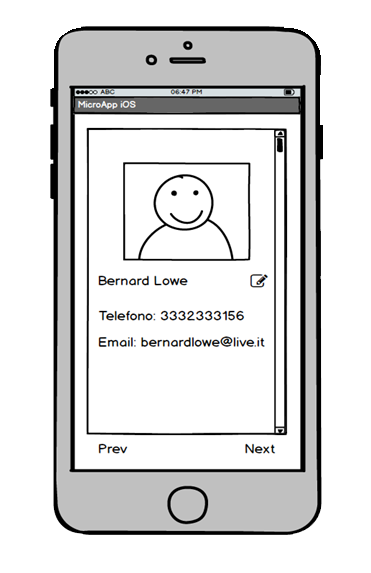 ABC 06:47 PM
MicroApp iOS
Bernard Lowe
Telefono: 3332333156
Email: bernardlowe@live.it
Prev Next